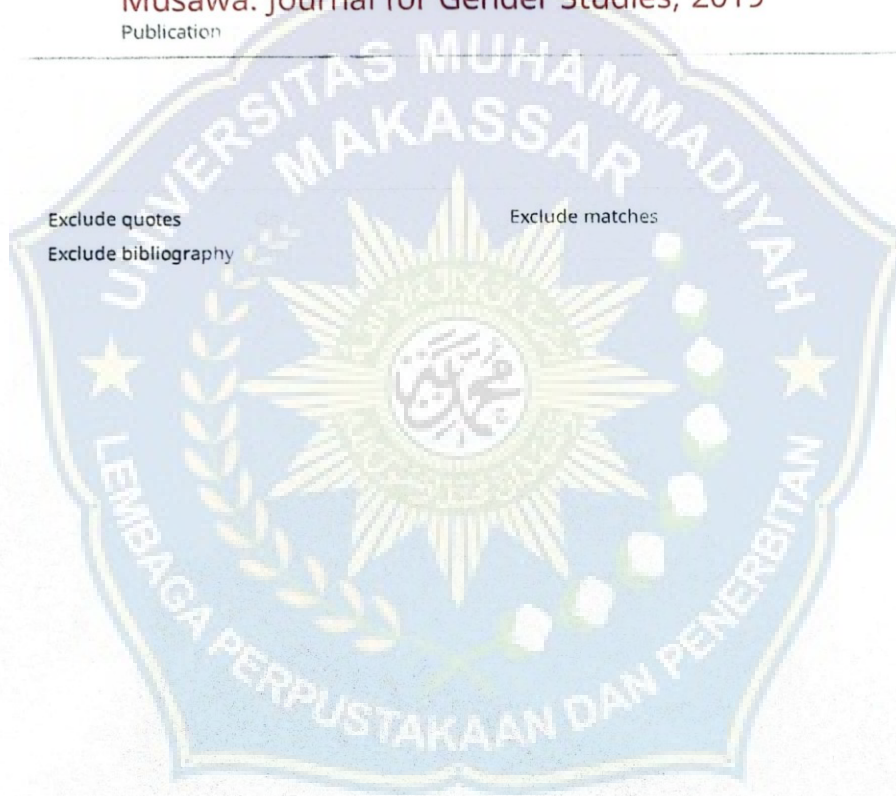 Musawa: Journal for Gender Studies, 2019
Publication
UNIVERSITAS MUHAMMADIYAH
MAKASSAR
Exclude quotes
Exclude matches
Exclude bibliography
LEMBAGA PERPUSTAKAAN DAN PENERBITAN